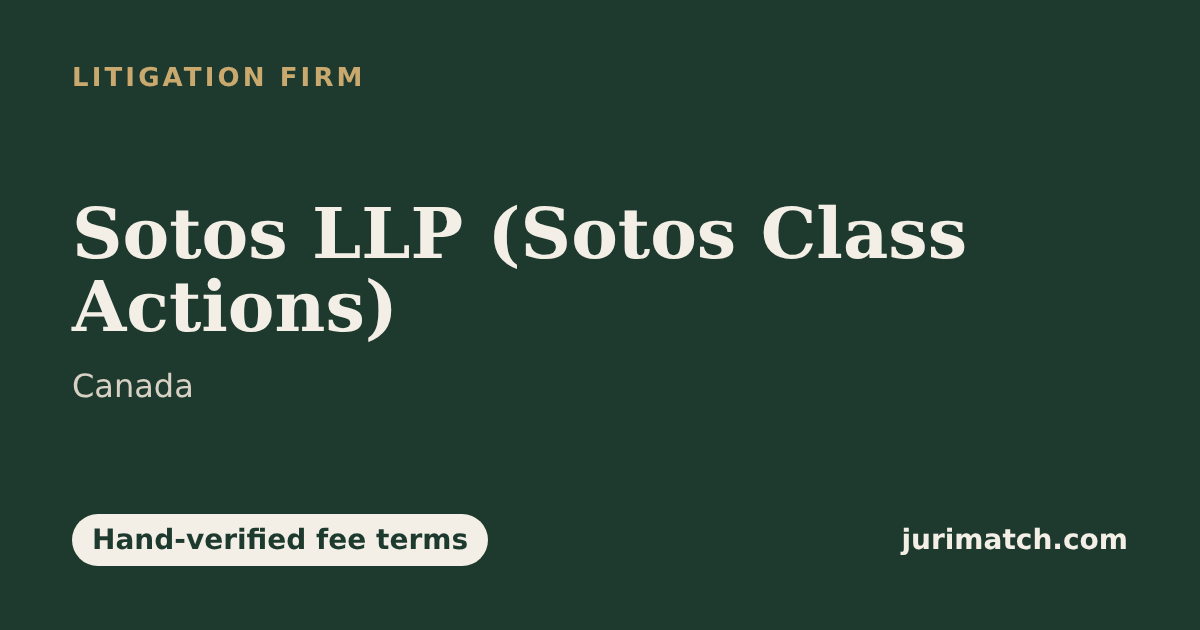 LITIGATION FIRM
Sotos LLP (Sotos Class
Actions)
Canada
Hand-verified fee terms
jurimatch.com